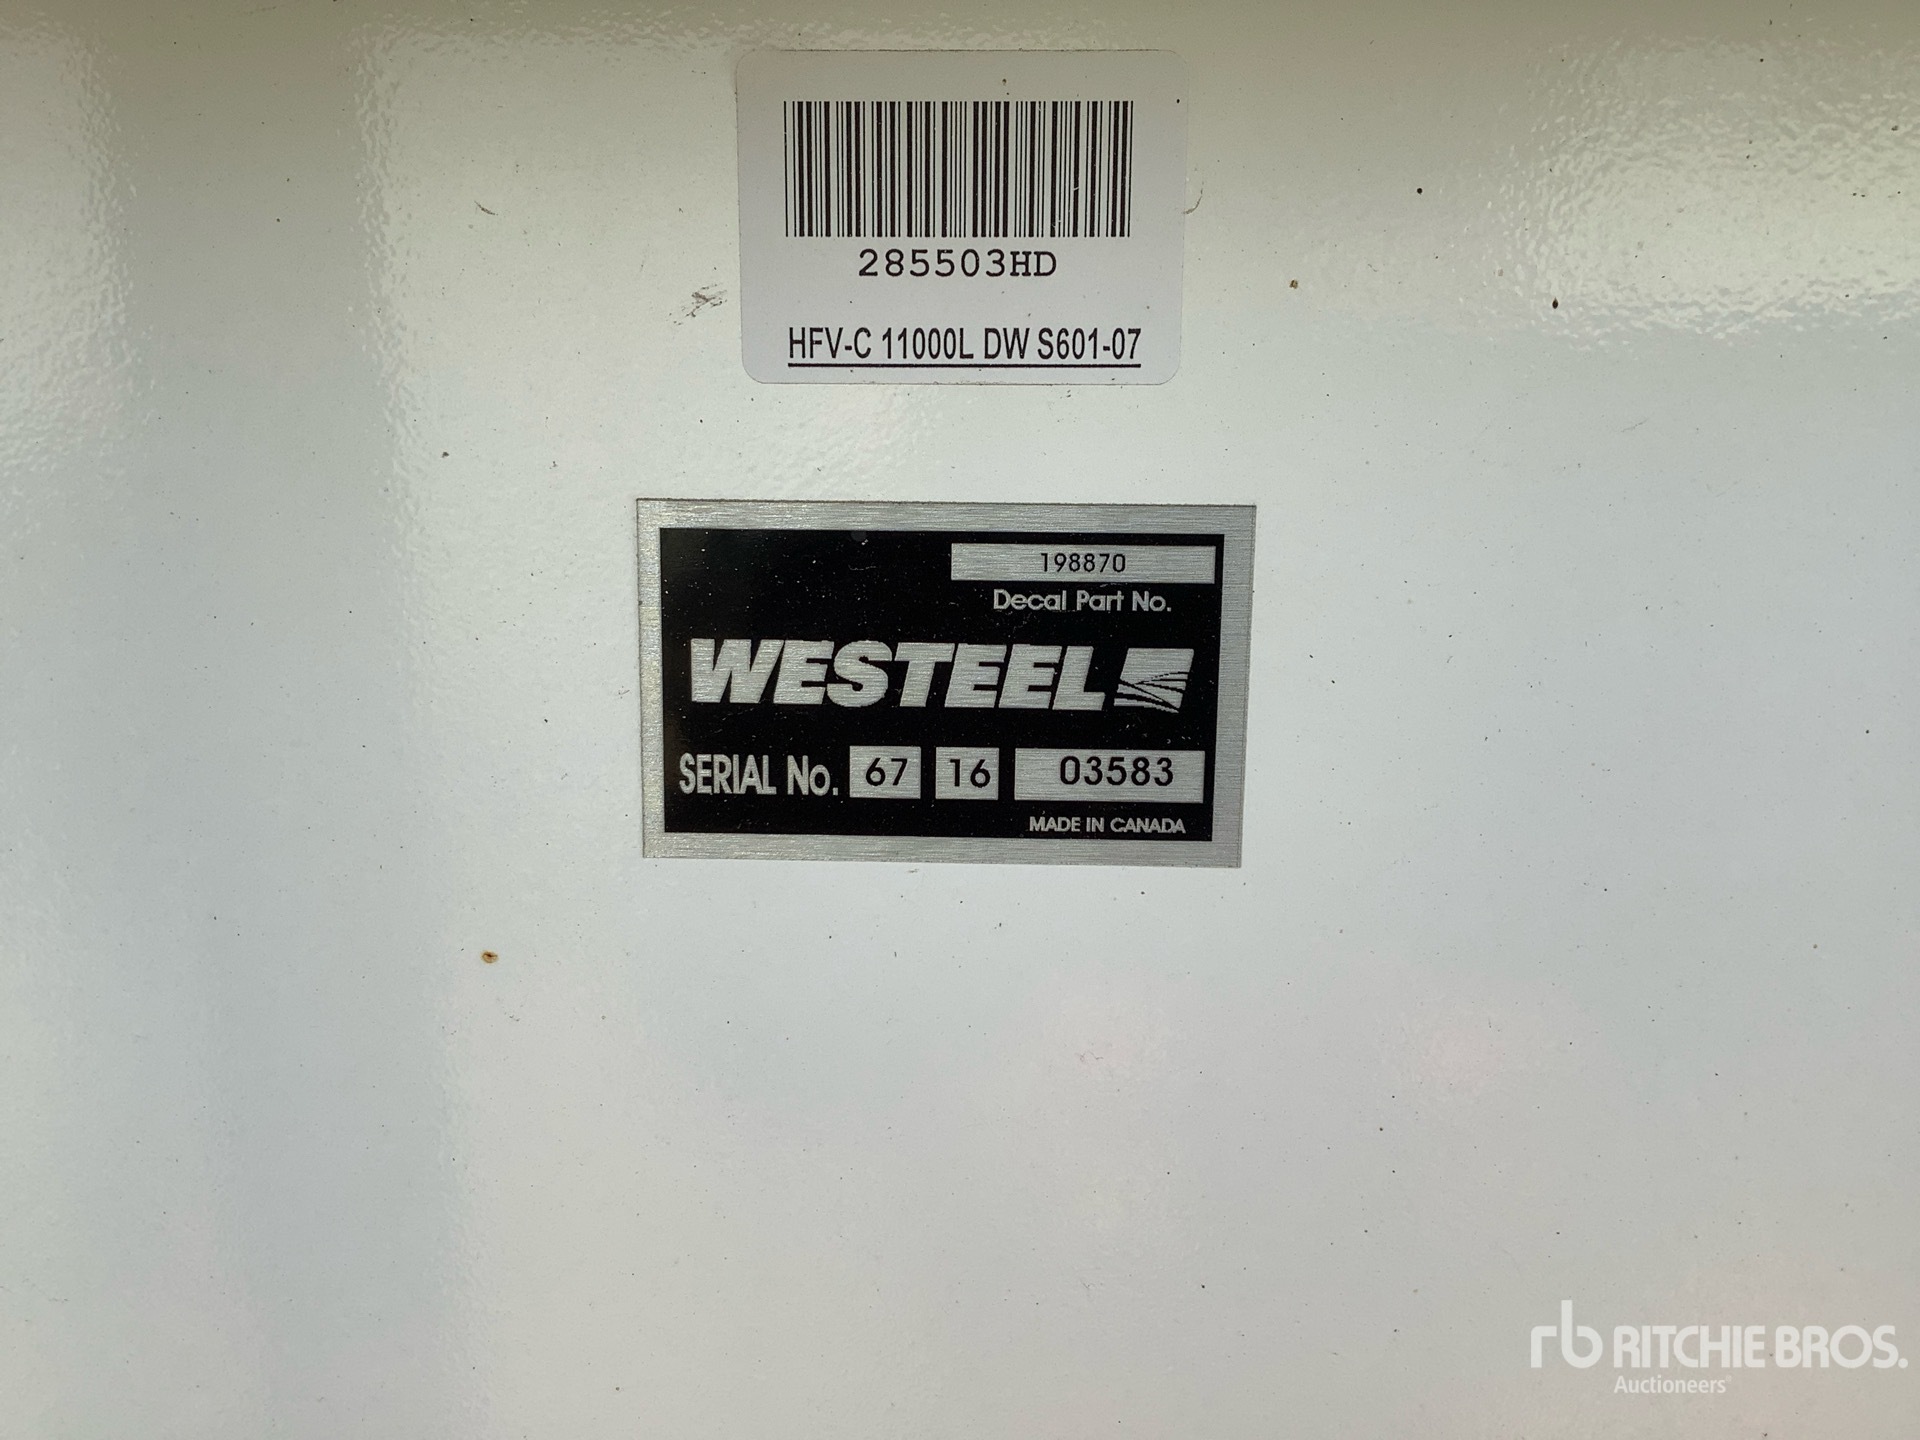 285503HD
HFV-C 11000L DW S601-07
198870
Decal Part No.
WESTEEL
SERIAL No. 67 16 03583
MADE IN CANADA
rb RITCHIE BROS.
Auctioneers